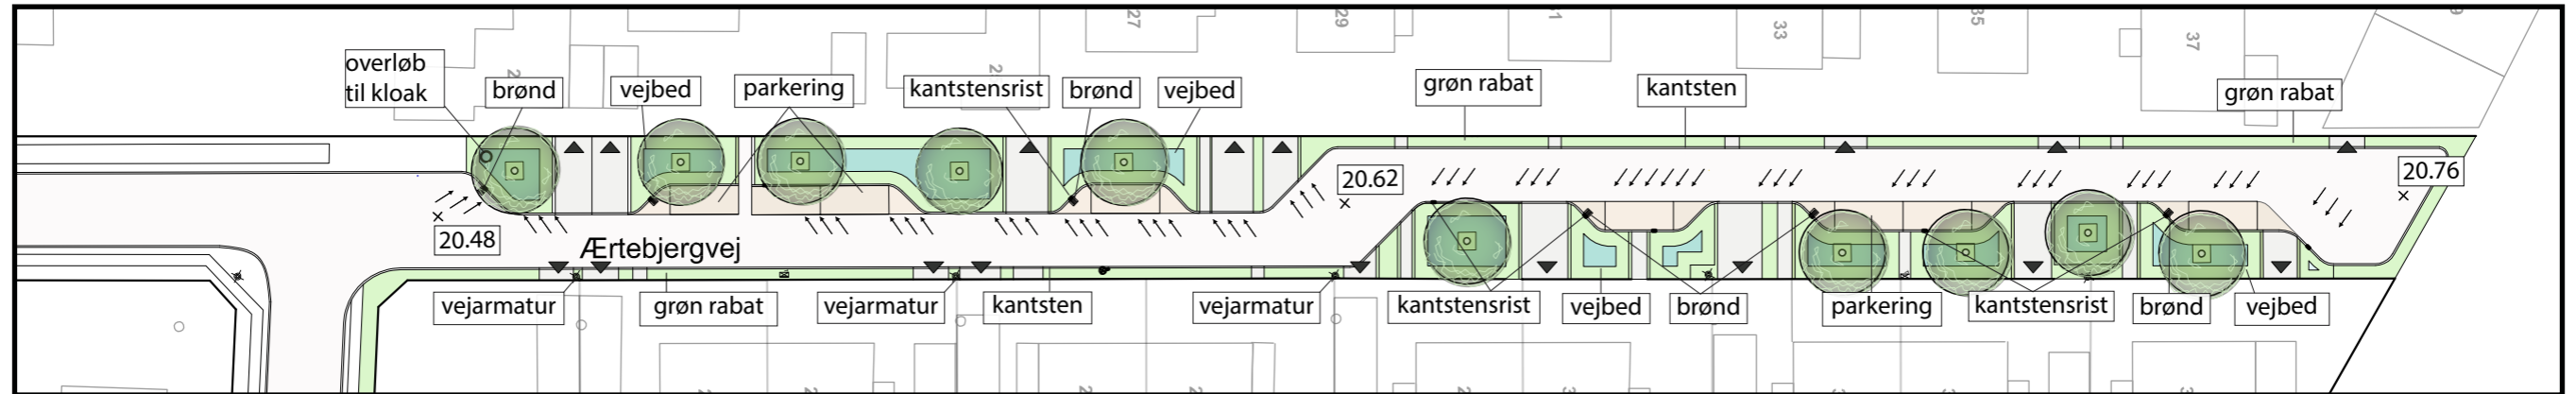 27
29
33
35
37
overløb
til kloak
brønd
vejbed
parkering
kantstensrist
brønd
vejbed
grøn rabat
kantsten
grøn rabat
20.62
20.76
20.48
Ærtebjergvej
vejarmatur
grøn rabat
vejarmatur
kantsten
vejarmatur
kantstensrist
vejbed
brønd
parkering
kantstensrist
brønd
vejbed